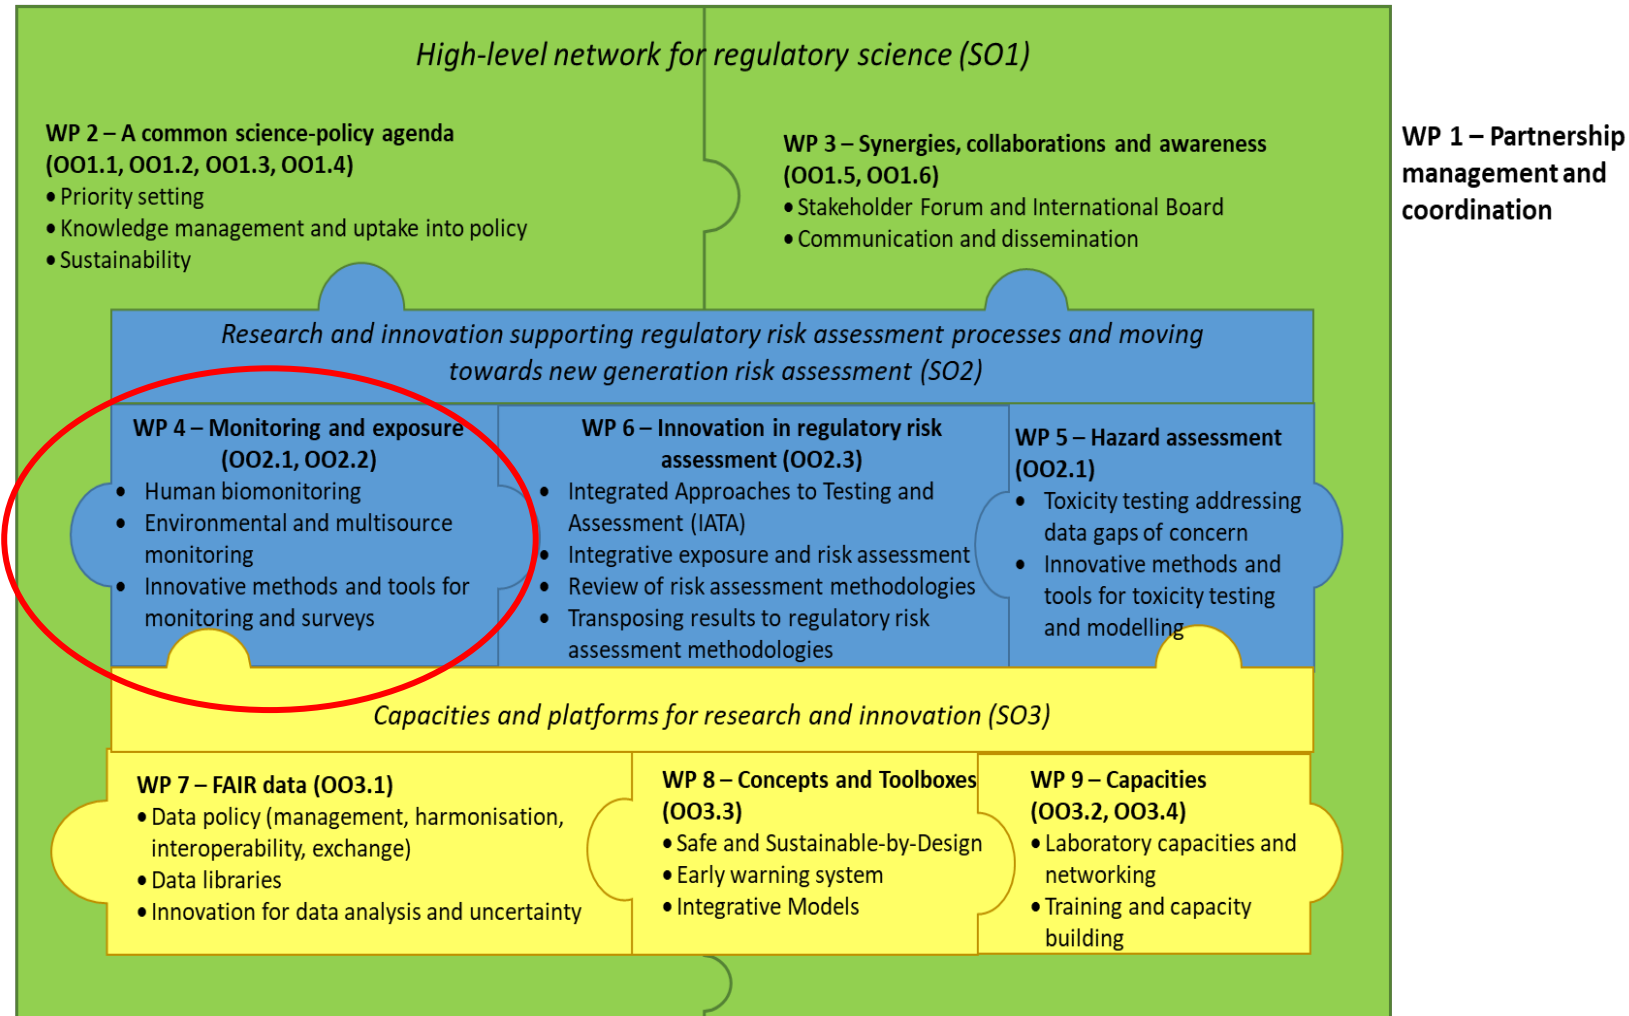 High-level network for regulatory science (SO1)
WP 2 – A common science-policy agenda
(OO1.1, OO1.2, OO1.3, OO1.4)
• Priority setting
• Knowledge management and uptake into policy
• Sustainability
WP 3 – Synergies, collaborations and awareness
(OO1.5, OO1.6)
• Stakeholder Forum and International Board
• Communication and dissemination
WP 1 – Partnership
management and
coordination
Research and innovation supporting regulatory risk assessment processes and moving
towards new generation risk assessment (SO2)
WP 4 – Monitoring and exposure
(OO2.1, OO2.2)
• Human biomonitoring
• Environmental and multisource
monitoring
• Innovative methods and tools for
monitoring and surveys
WP 6 – Innovation in regulatory risk
assessment (OO2.3)
• Integrated Approaches to Testing and
Assessment (IATA)
• Integrative exposure and risk assessment
• Review of risk assessment methodologies
• Transposing results to regulatory risk
assessment methodologies
WP 5 – Hazard assessment
(OO2.1)
• Toxicity testing addressing
data gaps of concern
• Innovative methods and
tools for toxicity testing
and modelling
Capacities and platforms for research and innovation (SO3)
WP 7 – FAIR data (OO3.1)
• Data policy (management, harmonisation,
interoperability, exchange)
• Data libraries
• Innovation for data analysis and uncertainty
WP 8 – Concepts and Toolboxes
(OO3.3)
• Safe and Sustainable-by-Design
• Early warning system
• Integrative Models
WP 9 – Capacities
(OO3.2, OO3.4)
• Laboratory capacities and
networking
• Training and capacity
building